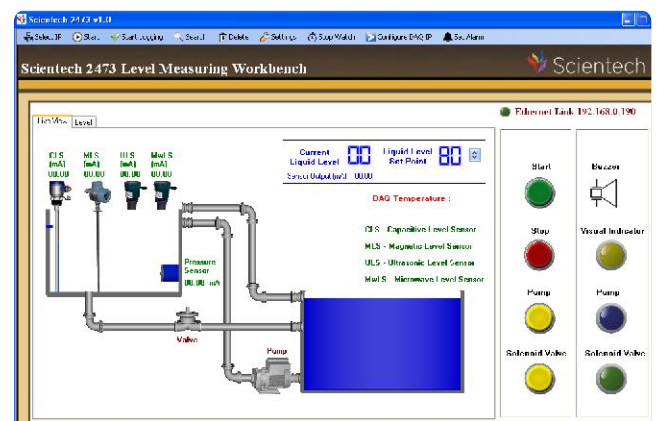 Scientech 2473 v1.0
Select IP Start Start Logging Search Delete Settings Stop Watch Configure DAQ IP Set Alarm
Scientech 2473 Level Measuring Workbench
Scientech
Ethernet Link 192.168.0.190
Live View Level
CLS MLS ULS MwLS
(mA) (mA) (mA) (mA)
00.00 00.00 00.00 00.00
Current Liquid Level 00
Liquid Level Set Point 80
Sensor Output (mA) 00.00
DAQ Temperature :
CLS - Capacitive Level Sensor
MLS - Magnetic Level Sensor
ULS - Ultrasonic Level Sensor
MwLS - Microwave Level Sensor
Pressure
Sensor
00.00 mA
Valve
Pump
Start Buzzer
Stop Visual Indicator
Pump Pump
Solenoid Valve Solenoid Valve